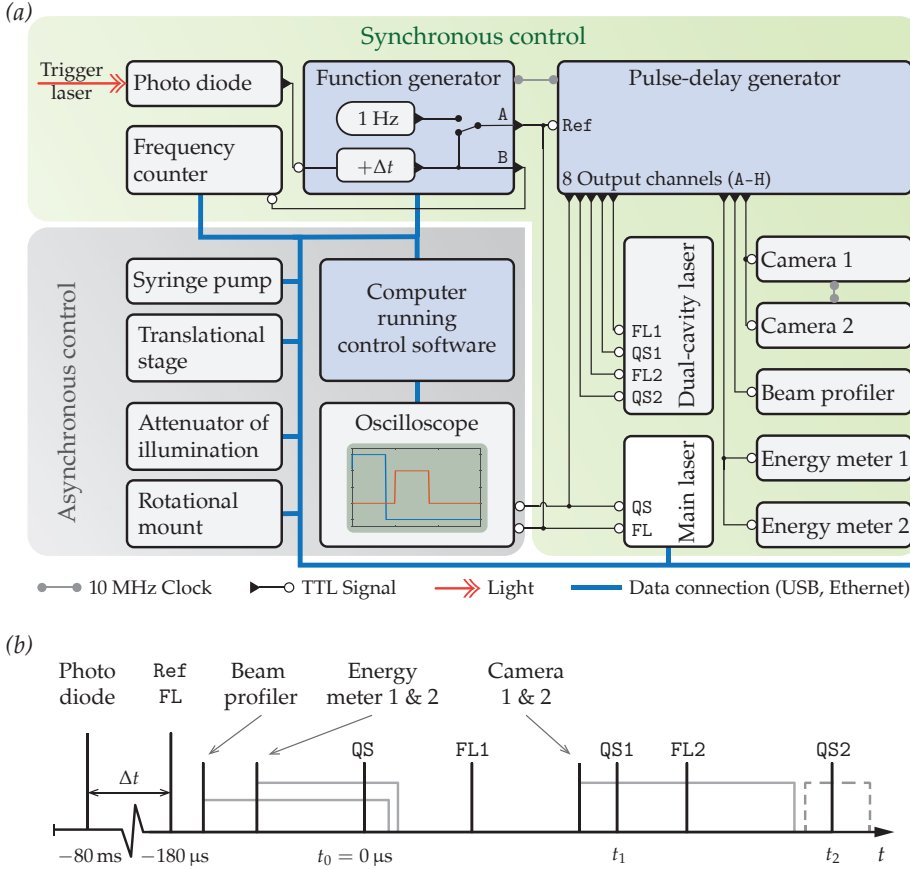 (a)
Synchronous control
Trigger
laser
Photo diode
Function generator
Pulse-delay generator
1 Hz
A
Ref
Frequency
counter
+Δt
B
8 Output channels (A-H)
Asynchronous control
Syringe pump
Translational
stage
Attenuator of
illumination
Rotational
mount
Computer
running
control software
Oscilloscope
FL1
QS1
FL2
QS2
Dual-cavity laser
QS
FL
Main laser
Camera 1
Camera 2
Beam profiler
Energy meter 1
Energy meter 2
10 MHz Clock
TTL Signal
Light
Data connection (USB, Ethernet)
(b)
Photo
diode
Ref
FL
Beam
profiler
Energy
meter 1 & 2
Camera
1 & 2
QS
FL1
QS1
FL2
QS2
Δt
−80 ms
−180 μs
t₀ = 0 μs
t₁
t₂
t